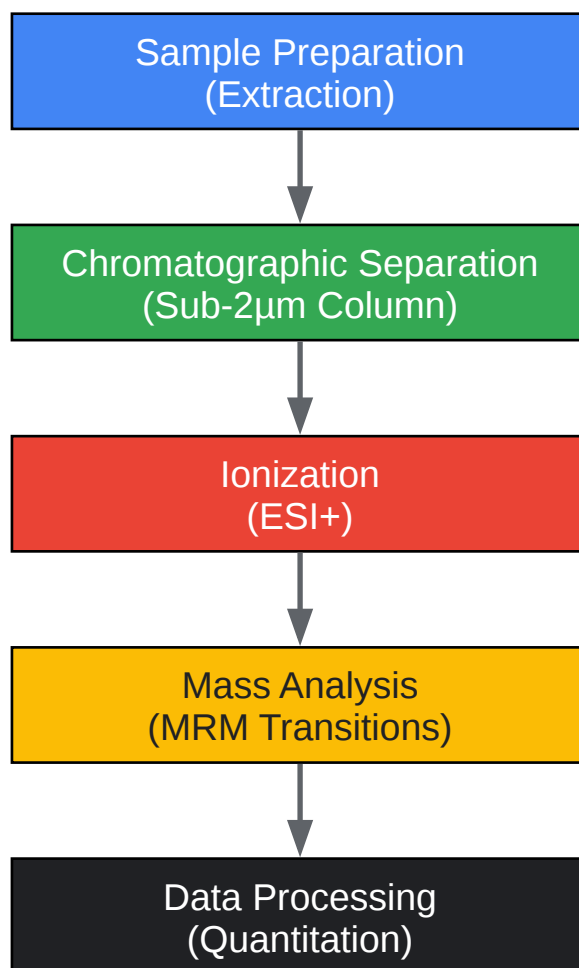 Sample Preparation
(Extraction)
Chromatographic Separation
(Sub-2µm Column)
Ionization
(ESI+)
Mass Analysis
(MRM Transitions)
Data Processing
(Quantitation)